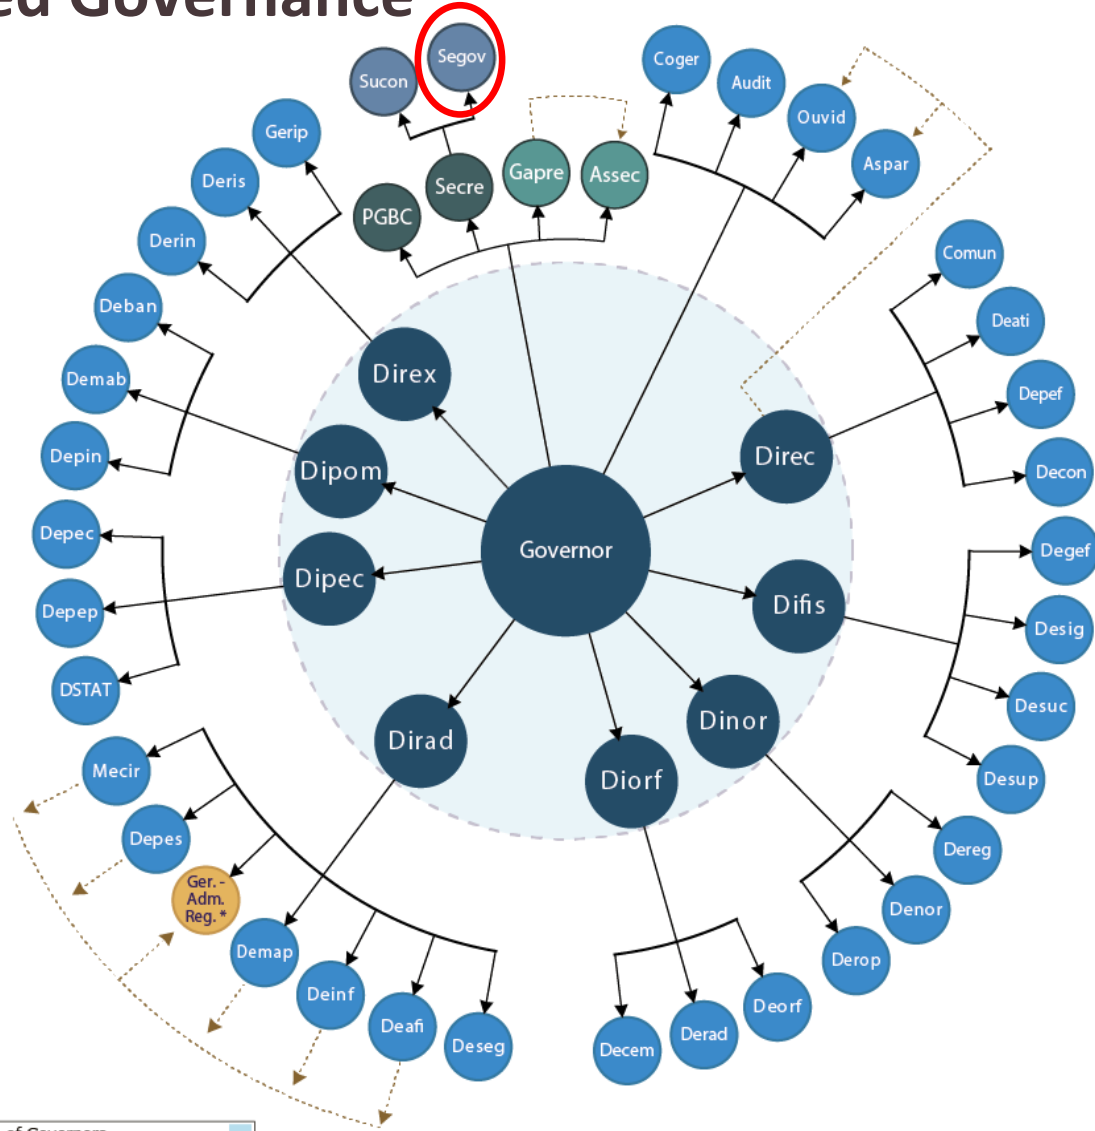 ed Governance
Segov
Sucon
Coger
Audit
Ouvid
Aspar
Gerip
Deris
Derin
PGBC
Secre
Gapre
Assec
Comun
Deati
Depef
Decon
Deban
Demab
Depin
Direx
Dipom
Dipec
Governor
Direc
Difis
Dinor
Diorf
Dirad
Depec
Depep
DSTAT
Degef
Desig
Desuc
Desup
Mecir
Depes
Ger. -
Adm.
Reg. *
Demap
Deinf
Deafi
Deseg
Dereg
Denor
Derop
Deorf
Derad
Decem